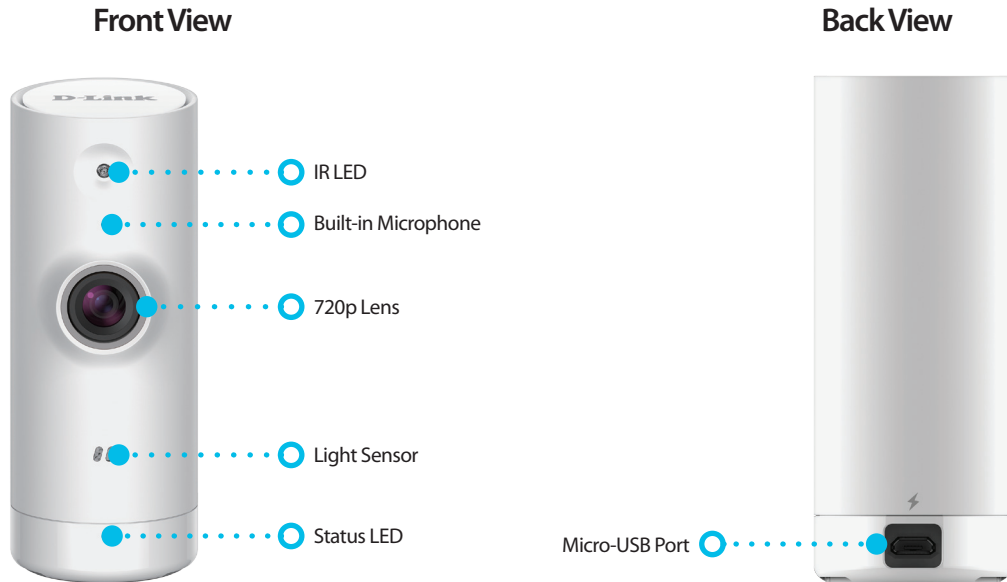 Front View
Back View
D-Link
IR LED
Built-in Microphone
720p Lens
Light Sensor
Status LED
Micro-USB Port